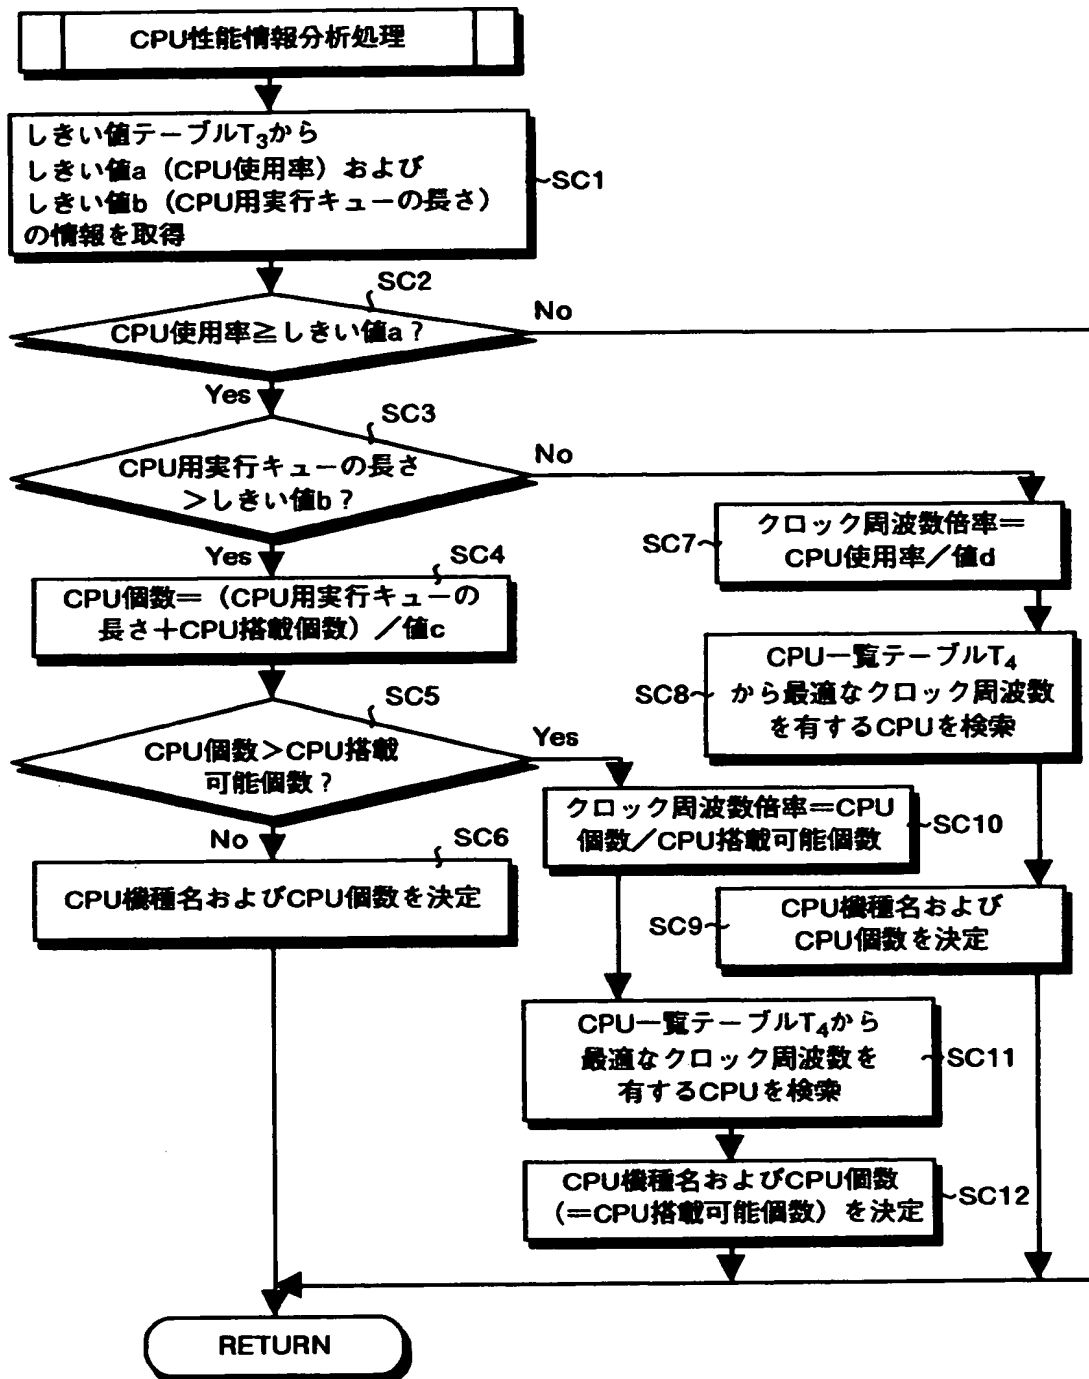 CPU性能情報分析処理
しきい値テーブルT3から
しきい値a（CPU使用率）および
しきい値b（CPU用実行キューの長さ）
の情報を取得
SC1
SC2
CPU使用率≧しきい値a？
No
Yes
SC3
CPU用実行キューの長さ
＞しきい値b？
No
Yes
SC4
CPU個数＝（CPU用実行キューの
長さ＋CPU搭載個数）／値c
SC7
クロック周波数倍率＝
CPU使用率／値d
SC8
CPU一覧テーブルT4
から最適なクロック周波数
を有するCPUを検索
SC5
CPU個数＞CPU搭載
可能個数？
Yes
No
クロック周波数倍率＝CPU
個数／CPU搭載可能個数
SC10
SC6
CPU機種名およびCPU個数を決定
SC9
CPU機種名および
CPU個数を決定
CPU一覧テーブルT4から
最適なクロック周波数を
有するCPUを検索
SC11
CPU機種名およびCPU個数
（＝CPU搭載可能個数）を決定
SC12
RETURN